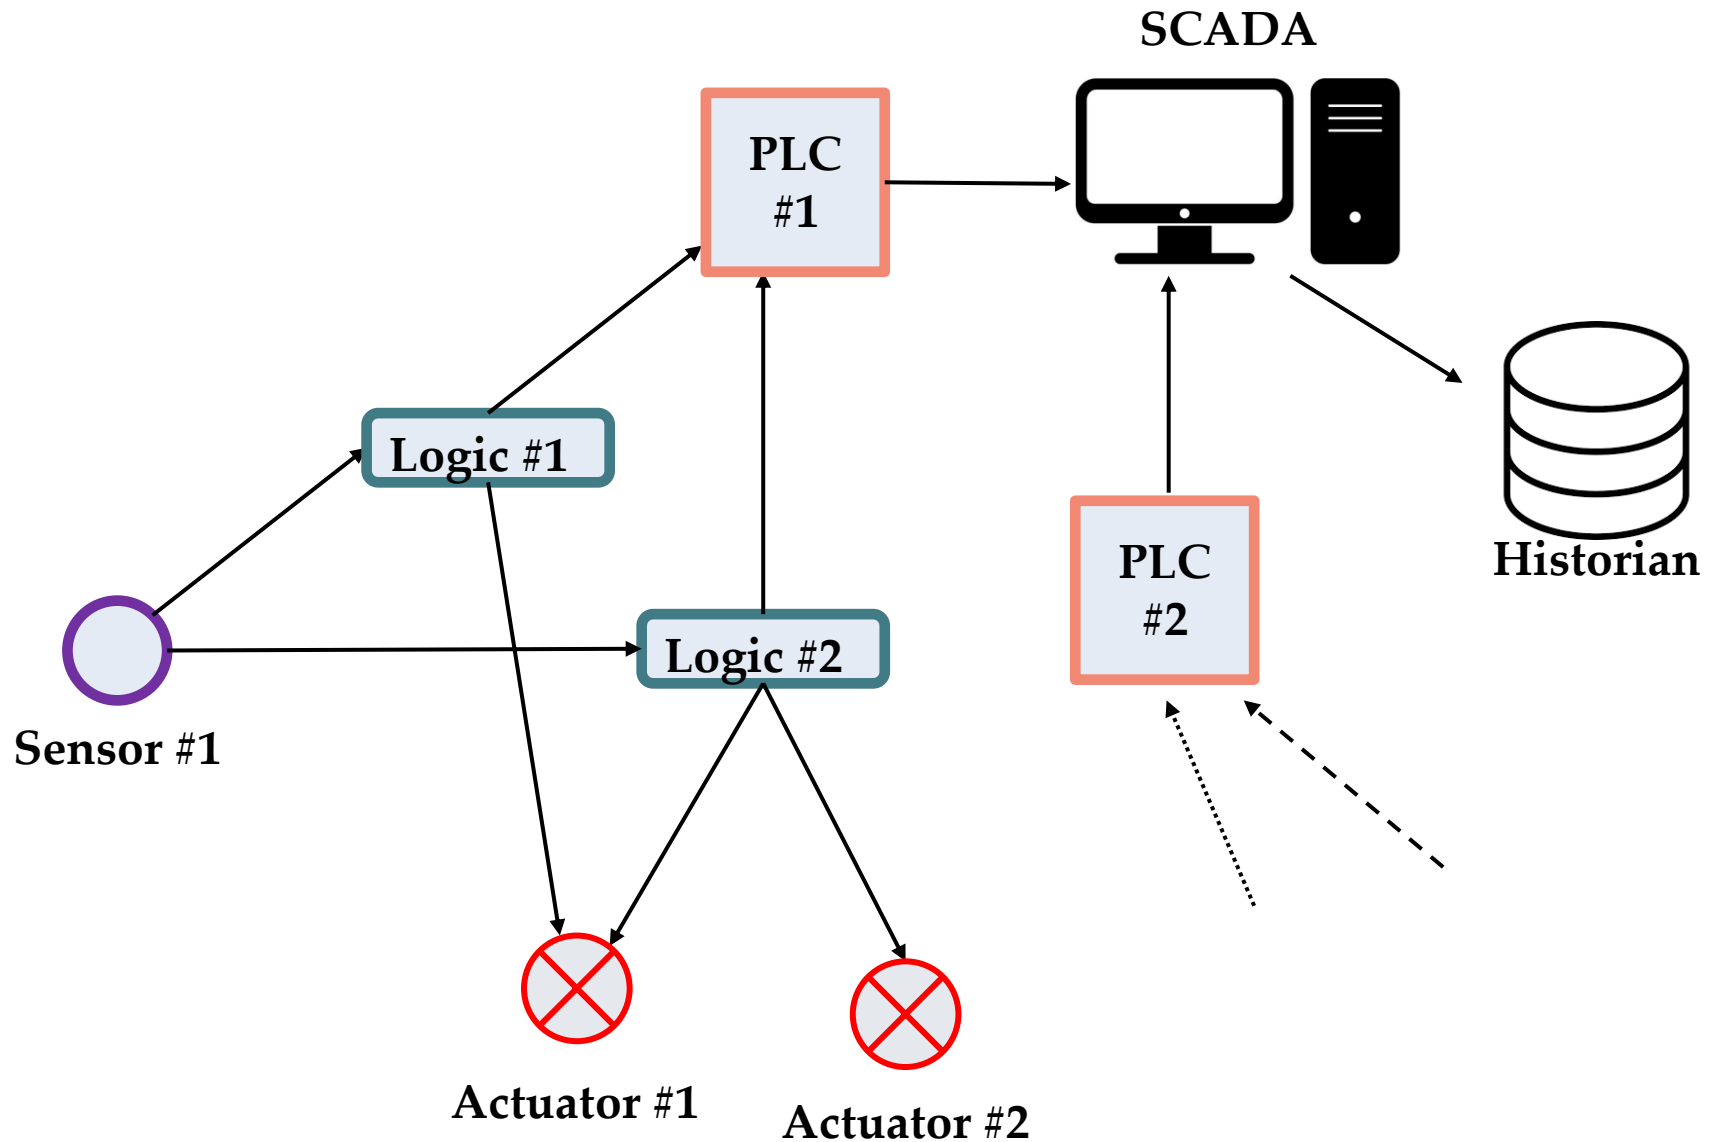 SCADA
PLC
#1
Logic #1
PLC
#2
Historian
Logic #2
Sensor #1
Actuator #1
Actuator #2